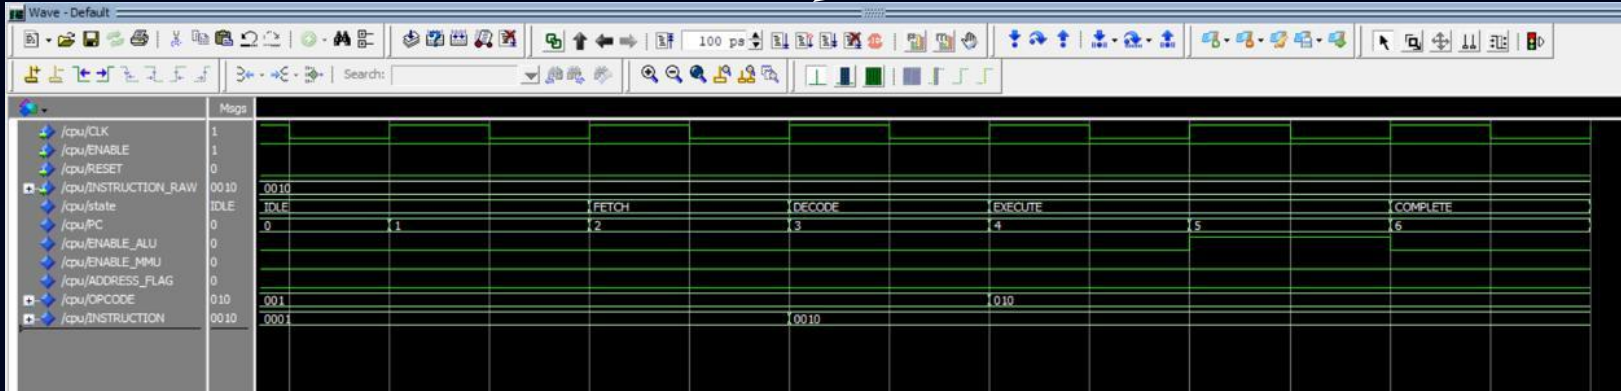 Wave - Default
100 ps
Search:
Msgs
/cpu/CLK 1
/cpu/ENABLE 1
/cpu/RESET 0
/cpu/INSTRUCTION_RAW 0010 0010
/cpu/state IDLE IDLE FETCH DECODE EXECUTE COMPLETE
/cpu/PC 0 0 1 2 3 4 5 6
/cpu/ENABLE_ALU 0
/cpu/ENABLE_MMU 0
/cpu/ADDRESS_FLAG 0
/cpu/OPCODE 010 001 010
/cpu/INSTRUCTION 0010 0001 0010